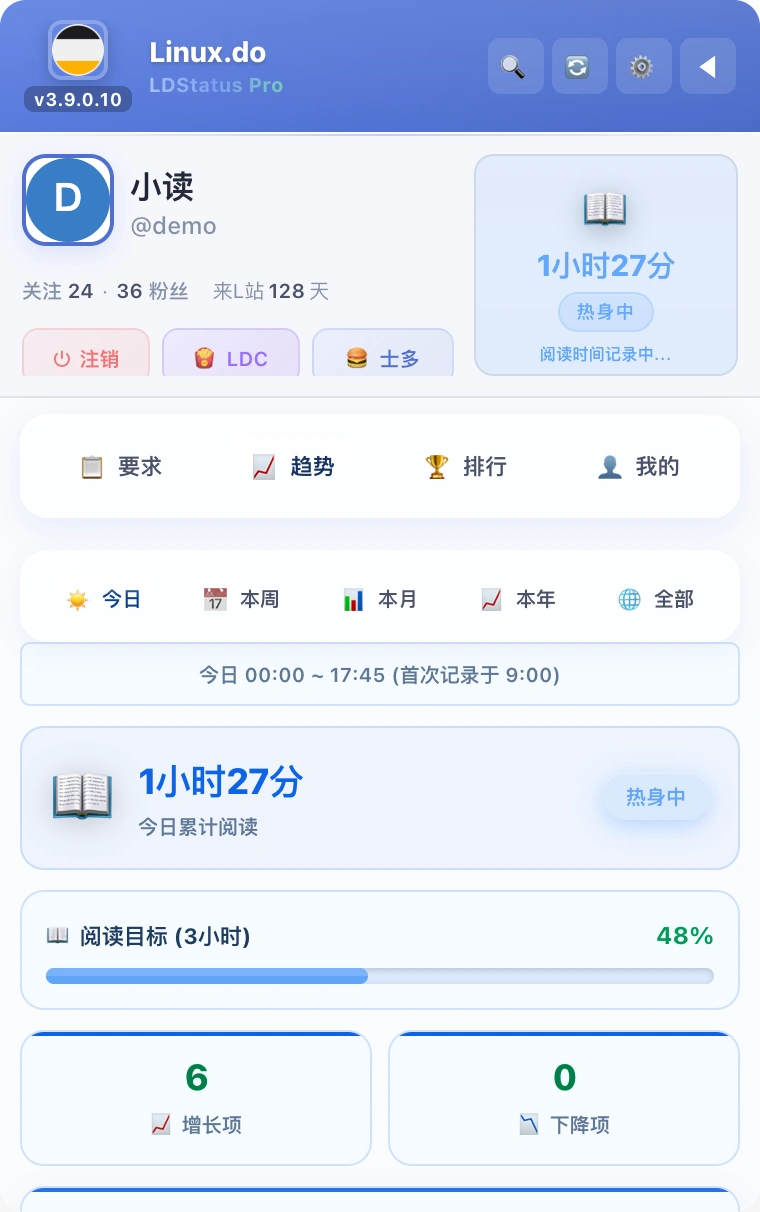 Linux.do
LDStatus Pro
v3.9.0.10
D
小读
@demo
关注 24 · 36 粉丝 来L站 128 天
注销
LDC
士多
1小时27分
热身中
阅读时间记录中...
要求
趋势
排行
我的
今日
17
本周
本月
本年
全部
今日 00:00 ~ 17:45 (首次记录于 9:00)
1小时27分
今日累计阅读
热身中
阅读目标 (3小时)
48%
6
增长项
0
下降项